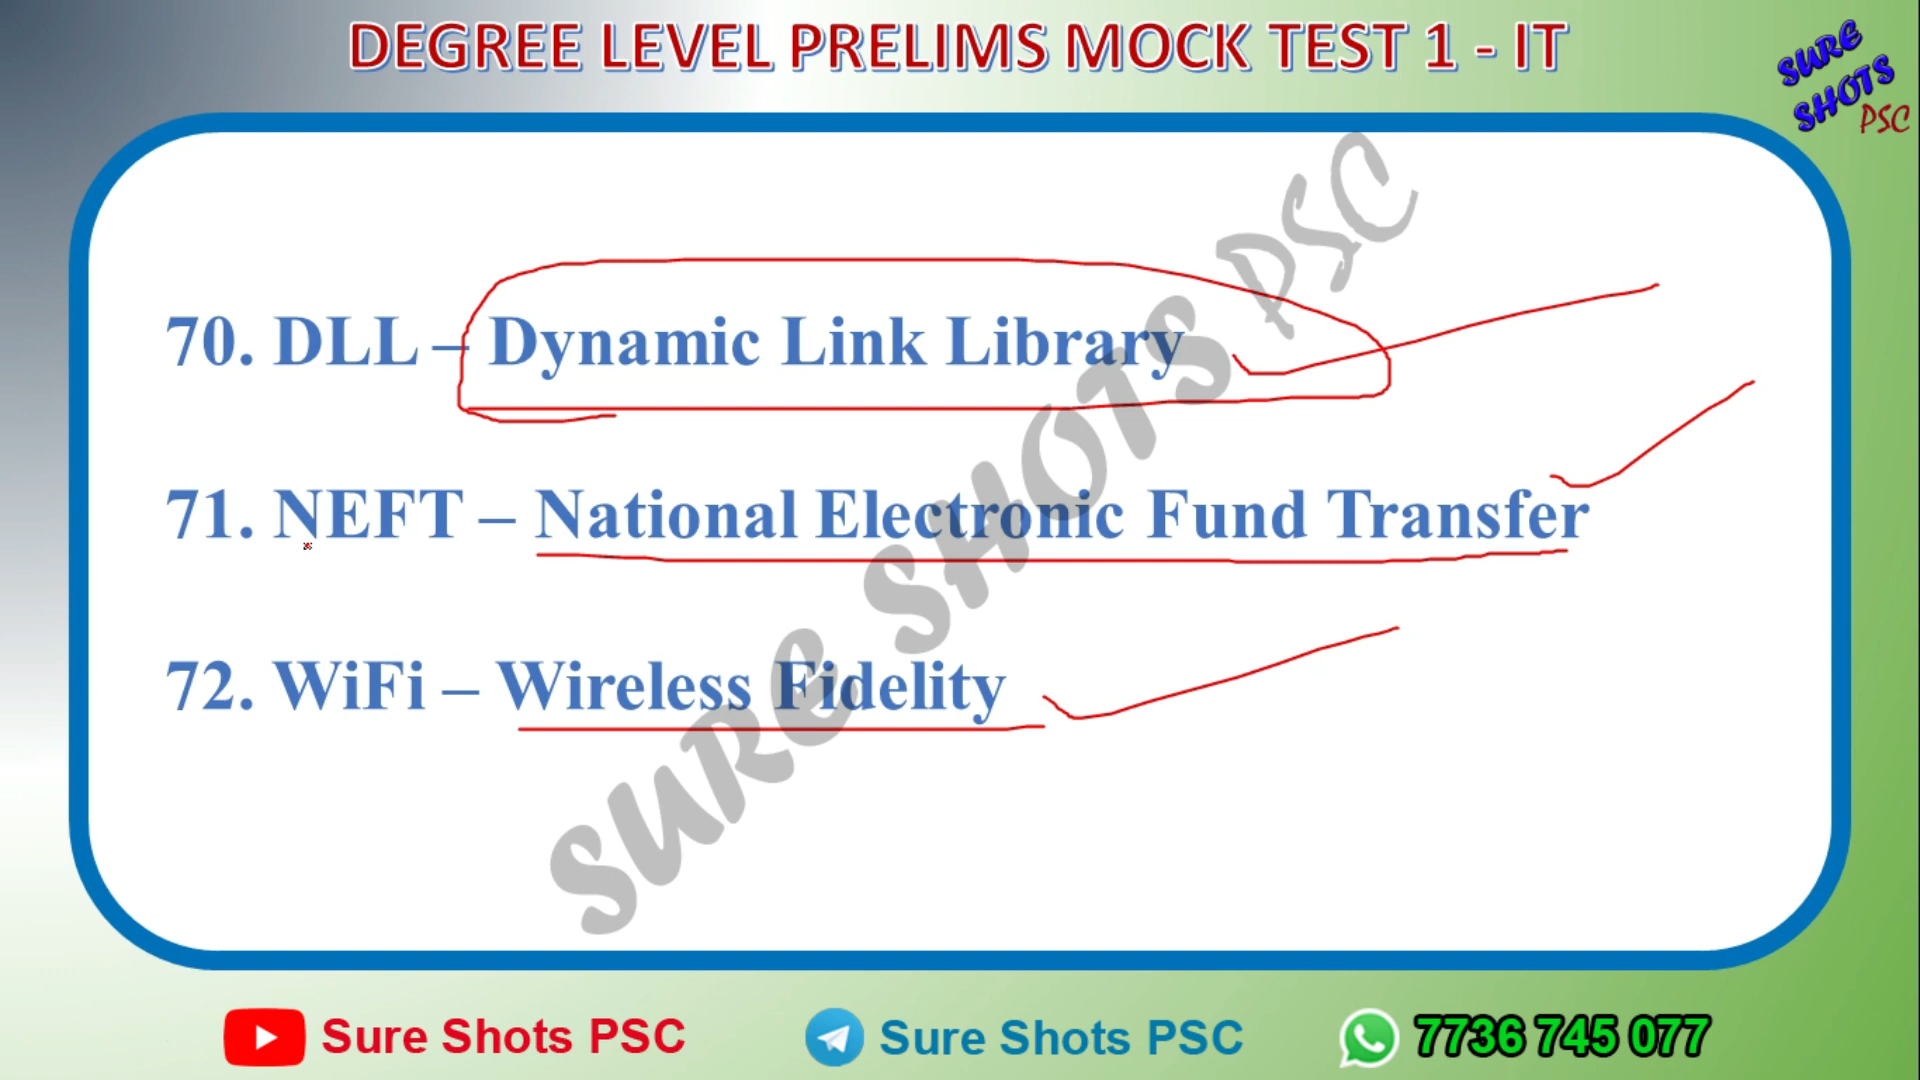 DEGREE LEVEL PRELIMS MOCK TEST 1 - IT
SURE
SHOTS
PSC
70. DLL – Dynamic Link Library
71. NEFT – National Electronic Fund Transfer
72. WiFi – Wireless Fidelity
SURE SHOTS PSC
Sure Shots PSC
Sure Shots PSC
7736 745 077